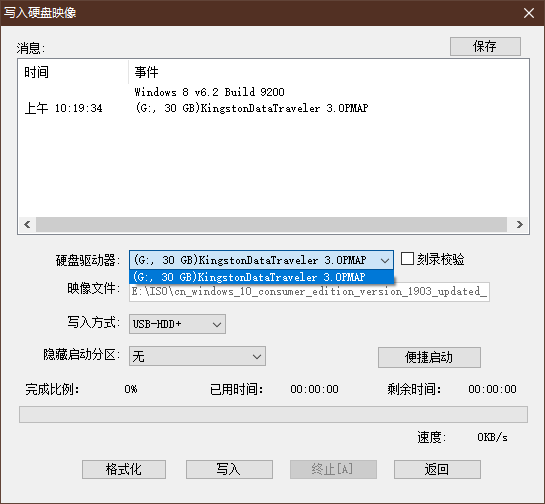 写入硬盘映像
消息:
保存
时间 事件
Windows 8 v6.2 Build 9200
上午 10:19:34 (G:, 30 GB)KingstonDataTraveler 3.0PMAP
硬盘驱动器: (G:, 30 GB)KingstonDataTraveler 3.0PMAP 刻录校验
(G:, 30 GB)KingstonDataTraveler 3.0PMAP
映像文件: E:\ISO\cn_windows_10_consumer_edition_version_1903_updated_
写入方式: USB-HDD+
隐藏启动分区: 无 便捷启动
完成比例: 0% 已用时间: 00:00:00 剩余时间: 00:00:00
速度: 0KB/s
格式化 写入 终止[A] 返回